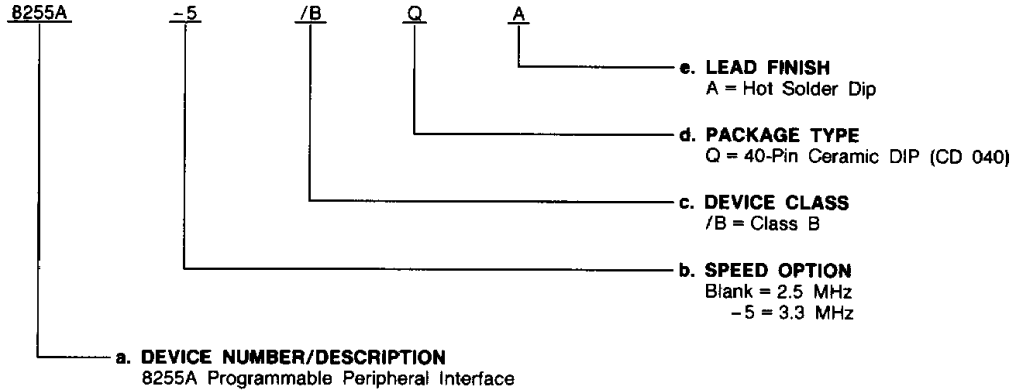 8255A -5 /B Q A
e. LEAD FINISH
A = Hot Solder Dip
d. PACKAGE TYPE
Q = 40-Pin Ceramic DIP (CD 040)
c. DEVICE CLASS
/B = Class B
b. SPEED OPTION
Blank = 2.5 MHz
-5 = 3.3 MHz
a. DEVICE NUMBER/DESCRIPTION
8255A Programmable Peripheral Interface